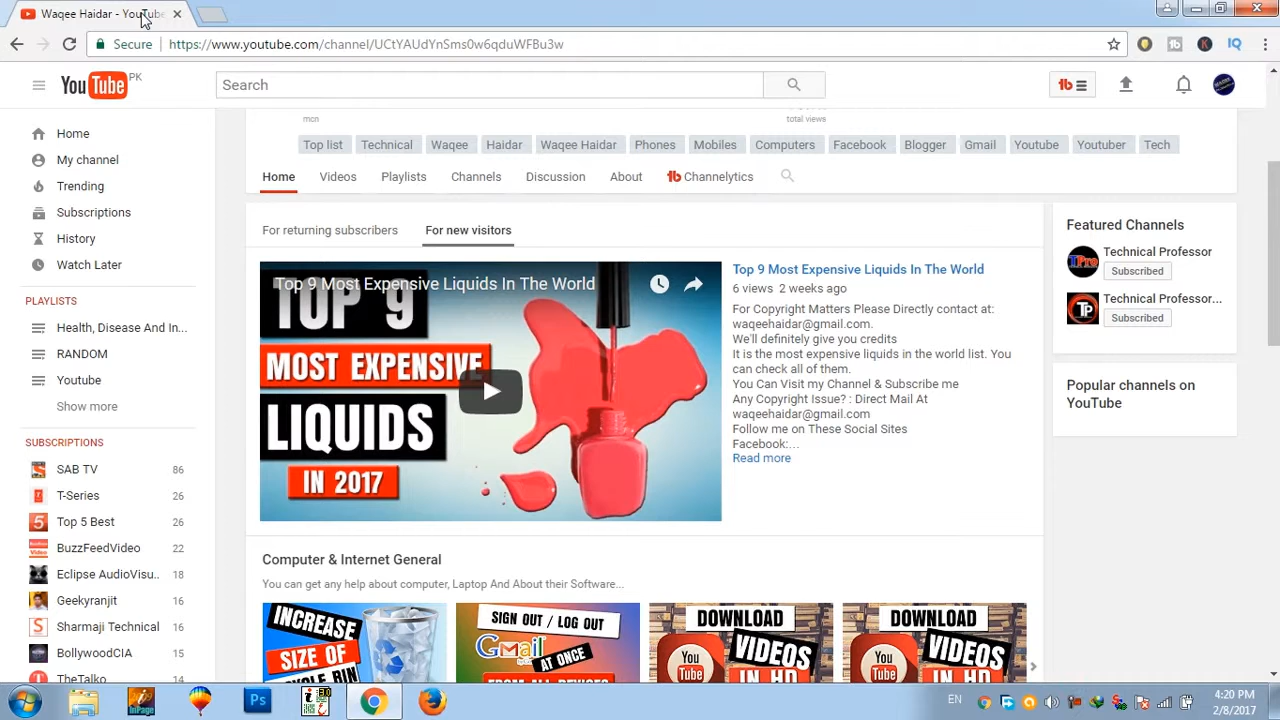 Waqee Haidar - YouTube
Secure https://www.youtube.com/channel/UCtYAUdYnSms0w6qduWFBu3w
YouTube PK
Search
mcn
total views
Top list Technical Waqee Haidar Waqee Haidar Phones Mobiles Computers Facebook Blogger Gmail Youtube Youtuber Tech
Home Videos Playlists Channels Discussion About Channelytics
Home
My channel
Trending
Subscriptions
History
Watch Later
PLAYLISTS
Health, Disease And In...
RANDOM
Youtube
Show more
SUBSCRIPTIONS
SAB TV 86
T-Series 26
Top 5 Best 26
BuzzFeedVideo 22
Eclipse AudioVisu.. 18
Geekyranjit 16
Sharmaji Technical 16
BollywoodCIA 15
TheTalko 14
For returning subscribers For new visitors
Top 9 Most Expensive Liquids In The World
TOP 9
MOST EXPENSIVE
LIQUIDS
IN 2017
Top 9 Most Expensive Liquids In The World
6 views 2 weeks ago
For Copyright Matters Please Directly contact at:
waqeehaidar@gmail.com.
We'll definitely give you credits
It is the most expensive liquids in the world list. You
can check all of them.
You Can Visit my Channel & Subscribe me
Any Copyright Issue? : Direct Mail At
waqeehaidar@gmail.com
Follow me on These Social Sites
Facebook:...
Read more
Featured Channels
Technical Professor
Subscribed
Technical Professor...
Subscribed
Popular channels on
YouTube
Computer & Internet General
You can get any help about computer, Laptop And About their Software...
INCREASE
SIZE OF
SIGN OUT / LOG OUT
Gmail
AT ONCE
FROM ALL DEVICES
DOWNLOAD
VIDEOS
You
IN HD
DOWNLOAD
VIDEOS
You
IN HD
EN
4:20 PM
2/8/2017